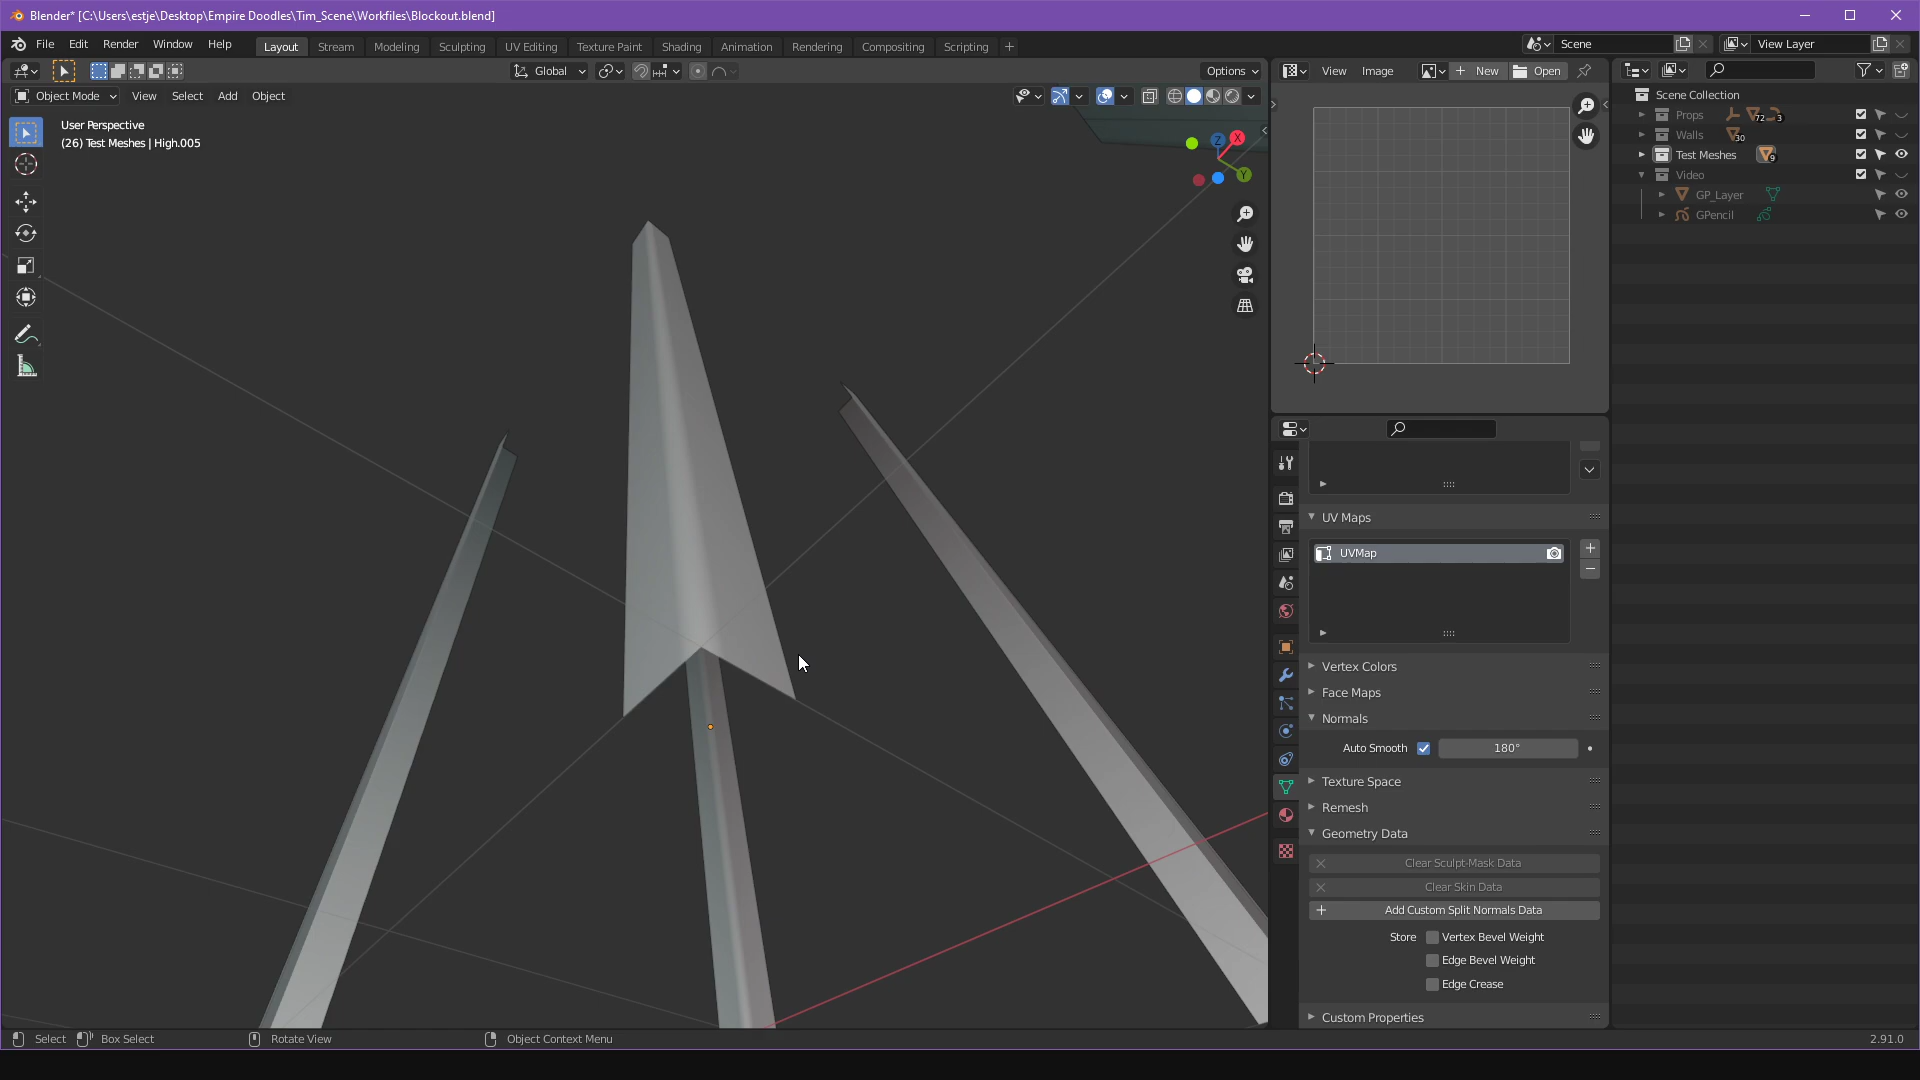 Blender* [C:\Users\estje\Desktop\Empire Doodles\Tim_Scene\Workfiles\Blockout.blend]
File Edit Render Window Help
Layout Stream Modeling Sculpting UV Editing Texture Paint Shading Animation Rendering Compositing Scripting +
Scene
View Layer
Global
Options
View Image
New
Open
Object Mode View Select Add Object
User Perspective
(26) Test Meshes | High.005
X
Y
Z
Scene Collection
Props 72 3
Walls 30
Test Meshes 9
Video
GP_Layer
GPencil
UV Maps
UVMap
Vertex Colors
Face Maps
Normals
Auto Smooth 180°
Texture Space
Remesh
Geometry Data
Clear Sculpt-Mask Data
Clear Skin Data
Add Custom Split Normals Data
Store Vertex Bevel Weight
Edge Bevel Weight
Edge Crease
Custom Properties
Select Box Select Rotate View Object Context Menu 2.91.0